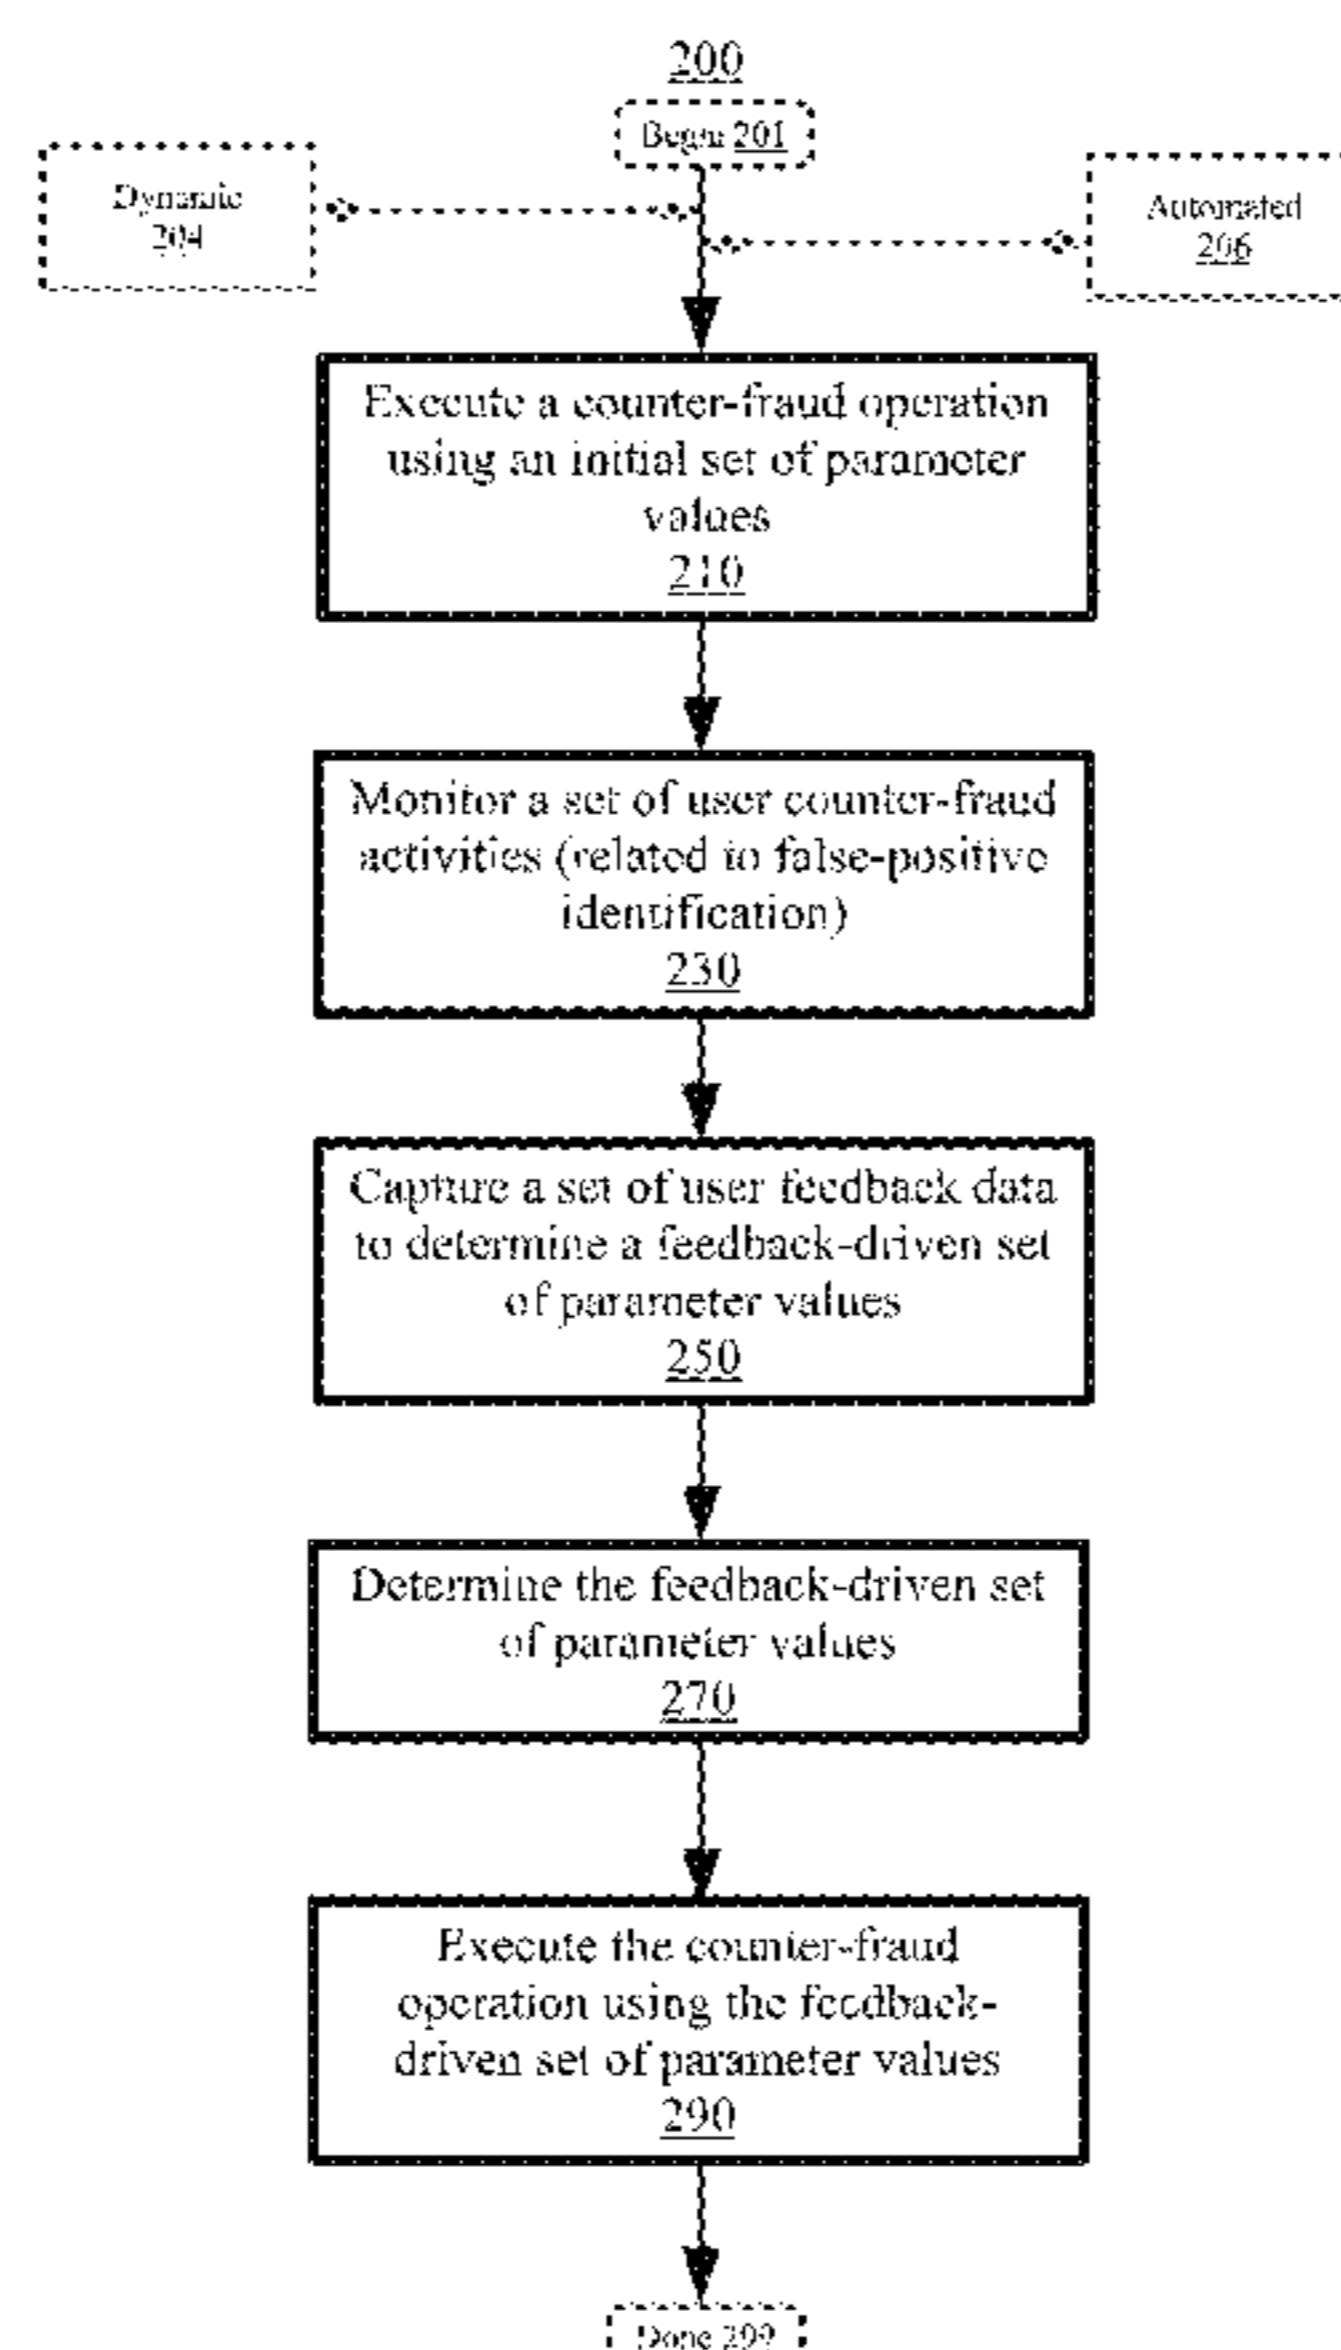 200
Begin 201
Dynamic
204
Automated
206
Execute a counter-fraud operation
using an initial set of parameter
values
210
Monitor a set of user counter-fraud
activities (related to false-positive
identification)
230
Capture a set of user feedback data
to determine a feedback-driven set
of parameter values
250
Determine the feedback-driven set
of parameter values
270
Execute the counter-fraud
operation using the feedback-
driven set of parameter values
290
Done 299